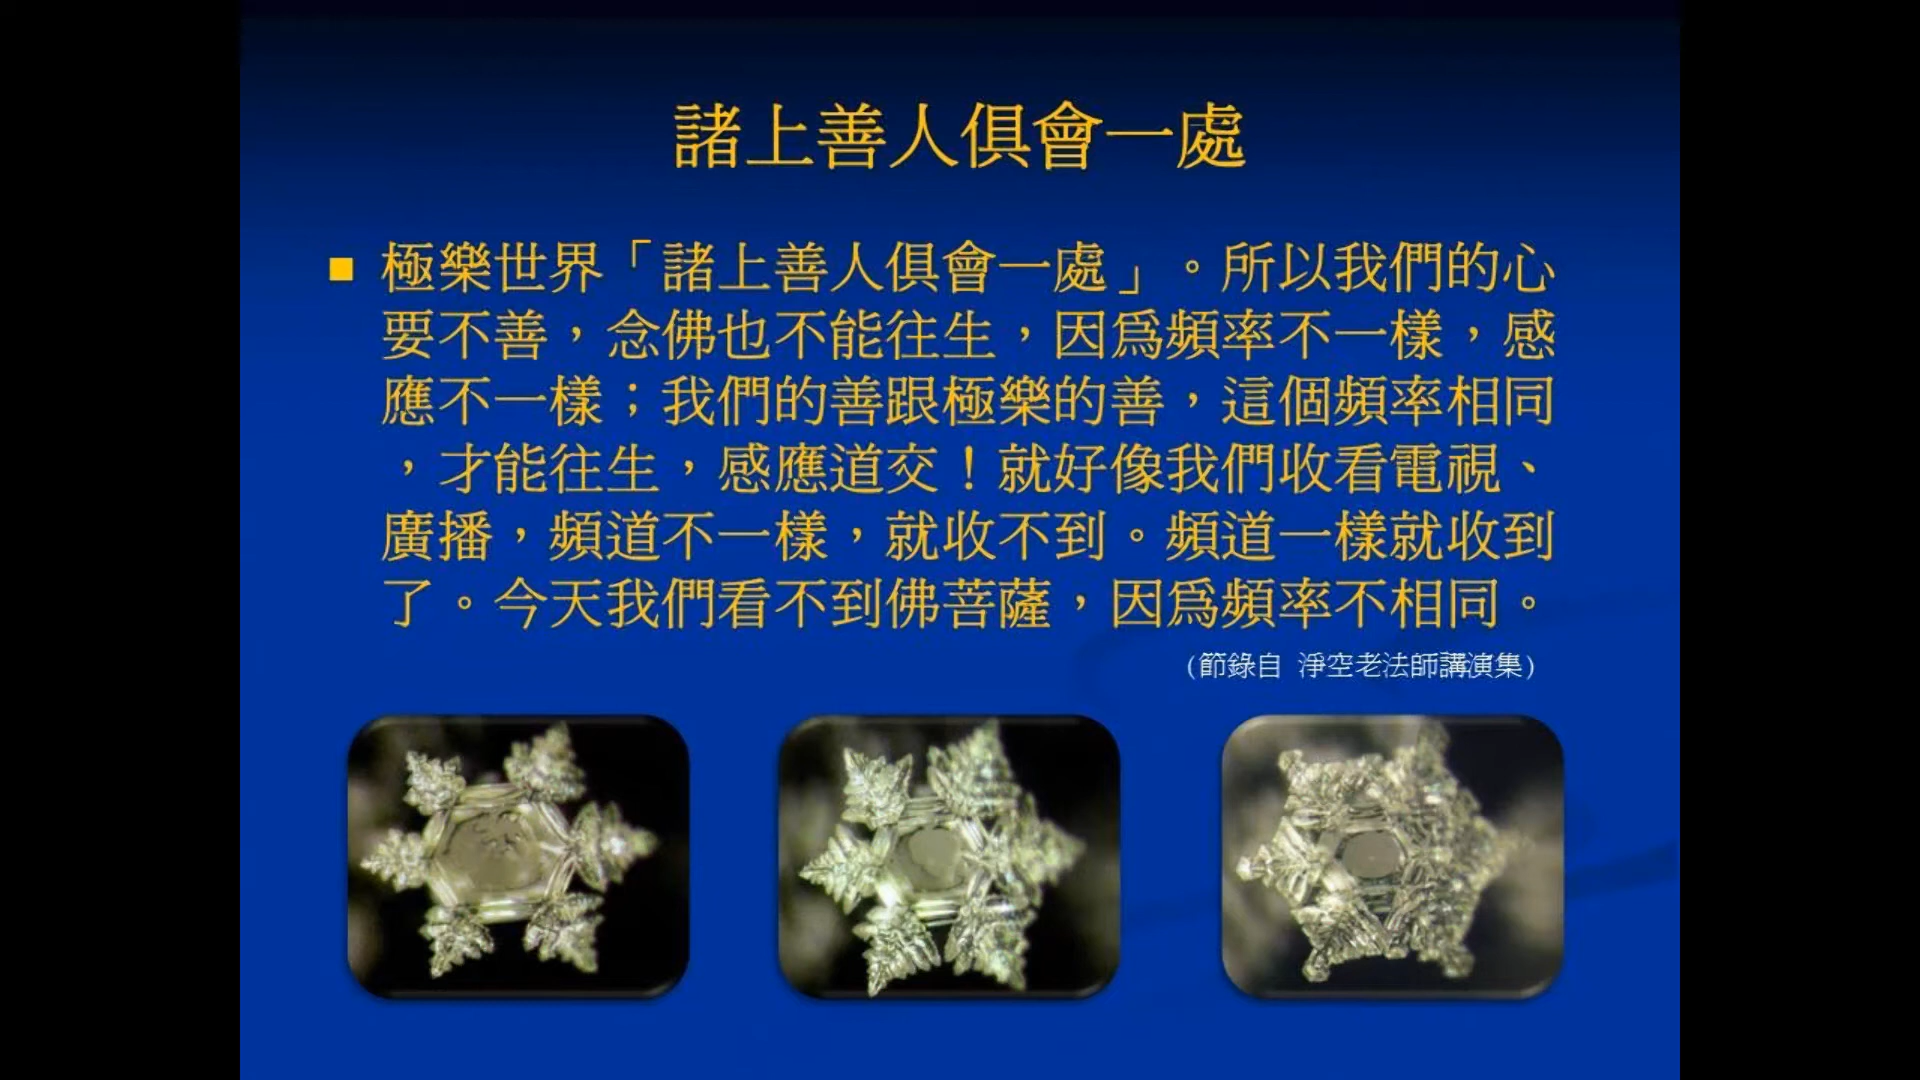 諸上善人俱會一處
■ 極樂世界「諸上善人俱會一處」。所以我們的心
要不善，念佛也不能往生，因爲頻率不一樣，感
應不一樣；我們的善跟極樂的善，這個頻率相同
，才能往生，感應道交！就好像我們收看電視、
廣播，頻道不一樣，就收不到。頻道一樣就收到
了。今天我們看不到佛菩薩，因爲頻率不相同。
(節錄自 淨空老法師講演集)